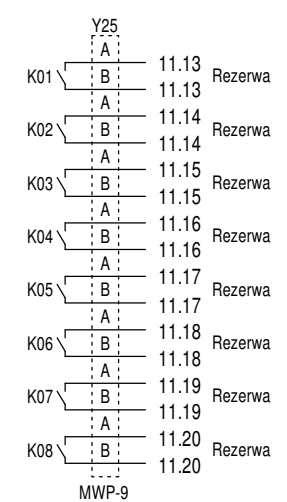 Y25
A
11.13
K01 B Rezerwa
11.13
A
11.14
K02 B Rezerwa
11.14
A
11.15
K03 B Rezerwa
11.15
A
11.16
K04 B Rezerwa
11.16
A
11.17
K05 B Rezerwa
11.17
A
11.18
K06 B Rezerwa
11.18
A
11.19
K07 B Rezerwa
11.19
A
11.20
K08 B Rezerwa
11.20
MWP-9